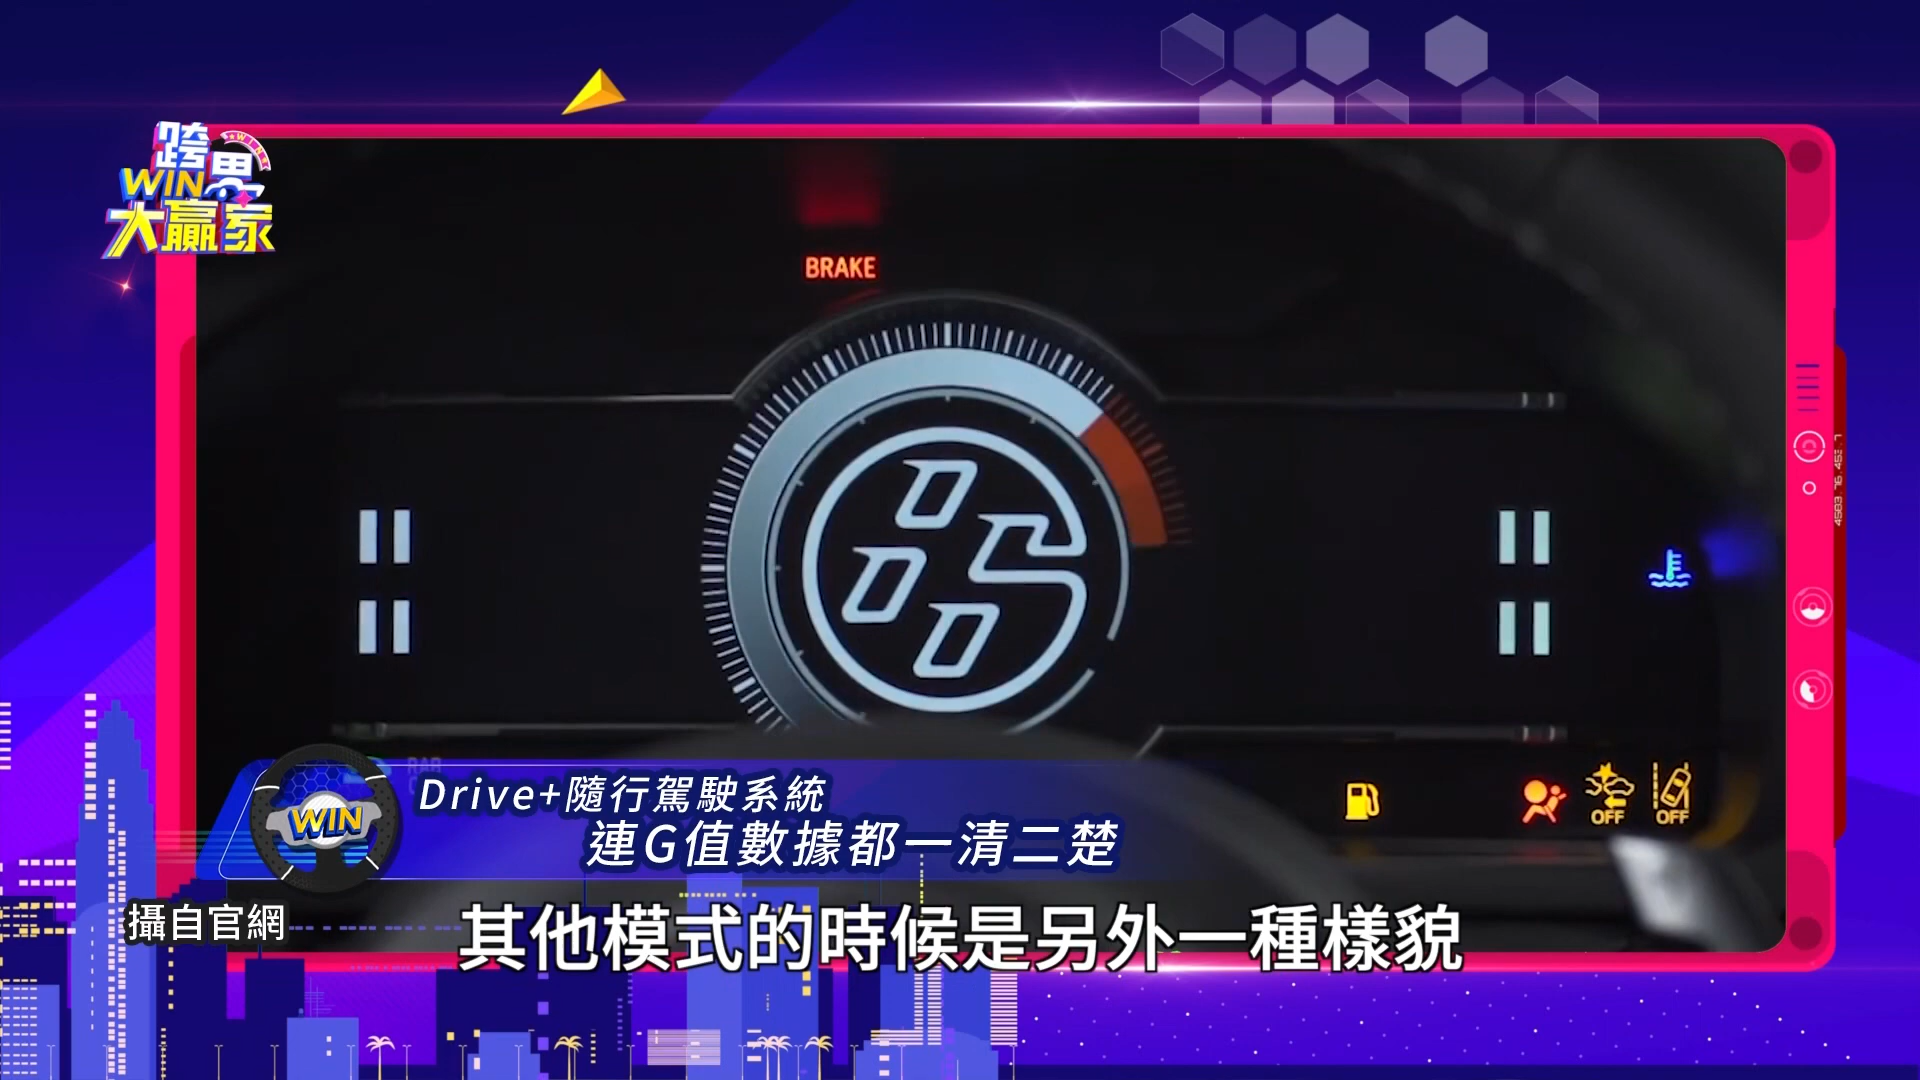 跨界
WIN
大贏家
BRAKE
OFF
OFF
Drive+隨行駕駛系統
連G值數據都一清二楚
WIN
攝自官網
其他模式的時候是另外一種樣貌